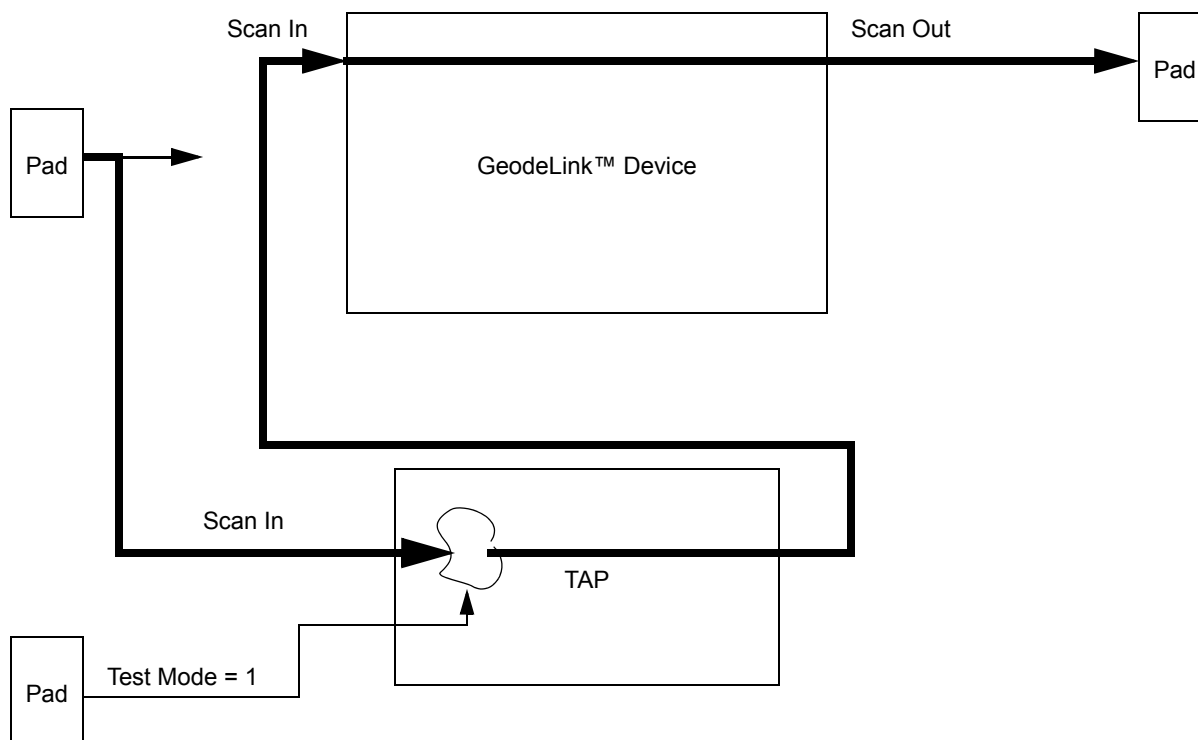 Scan In
Scan Out
Pad
Pad
GeodeLink™ Device
Scan In
TAP
Test Mode = 1
Pad